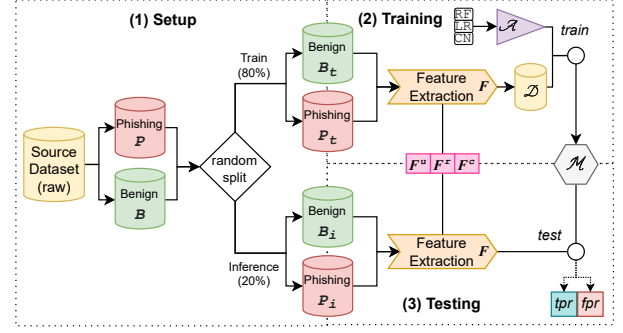 (1) Setup
(2) Training
RF
LR
CN
𝒜
train
Benign
B_t
Train
(80%)
Phishing
P_t
Feature
Extraction F
𝒟
Phishing
P
Source
Dataset
(raw)
Benign
B
random
split
F^u F^r F^c
ℳ
Benign
B_i
Inference
(20%)
Phishing
P_i
Feature
Extraction F
test
(3) Testing
tpr fpr